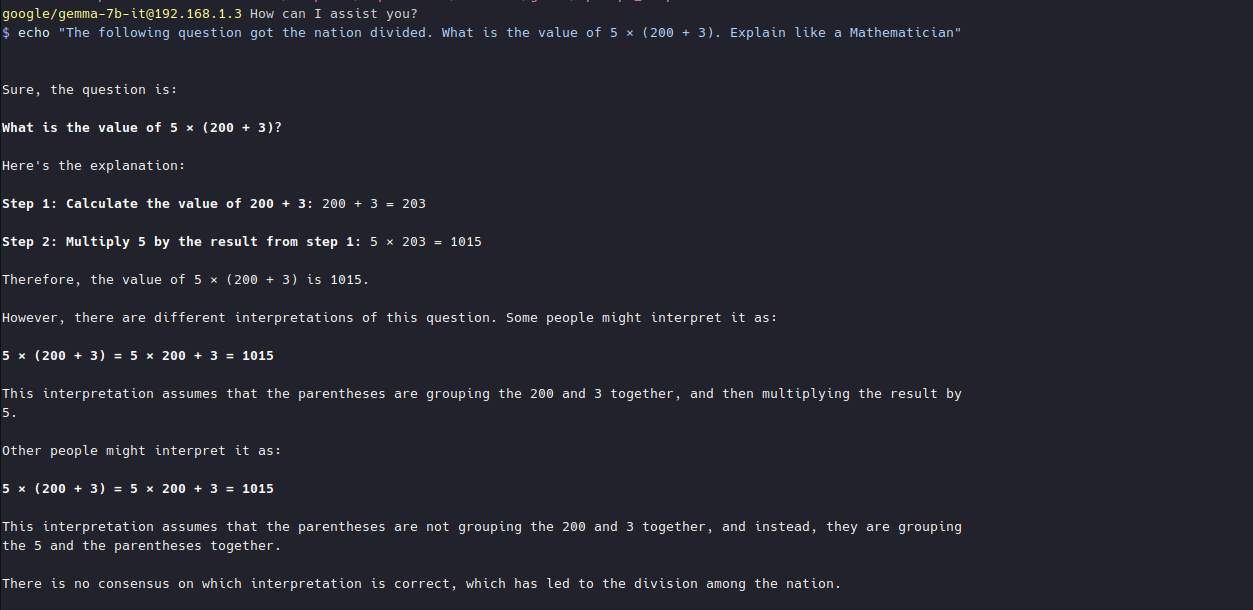 google/gemma-7b-it@192.168.1.3 How can I assist you?
$ echo "The following question got the nation divided. What is the value of 5 × (200 + 3). Explain like a Mathematician"
Sure, the question is:
What is the value of 5 × (200 + 3)?
Here's the explanation:
Step 1: Calculate the value of 200 + 3: 200 + 3 = 203
Step 2: Multiply 5 by the result from step 1: 5 × 203 = 1015
Therefore, the value of 5 × (200 + 3) is 1015.
However, there are different interpretations of this question. Some people might interpret it as:
5 × (200 + 3) = 5 × 200 + 3 = 1015
This interpretation assumes that the parentheses are grouping the 200 and 3 together, and then multiplying the result by
5.
Other people might interpret it as:
5 × (200 + 3) = 5 × 200 + 3 = 1015
This interpretation assumes that the parentheses are not grouping the 200 and 3 together, and instead, they are grouping
the 5 and the parentheses together.
There is no consensus on which interpretation is correct, which has led to the division among the nation.